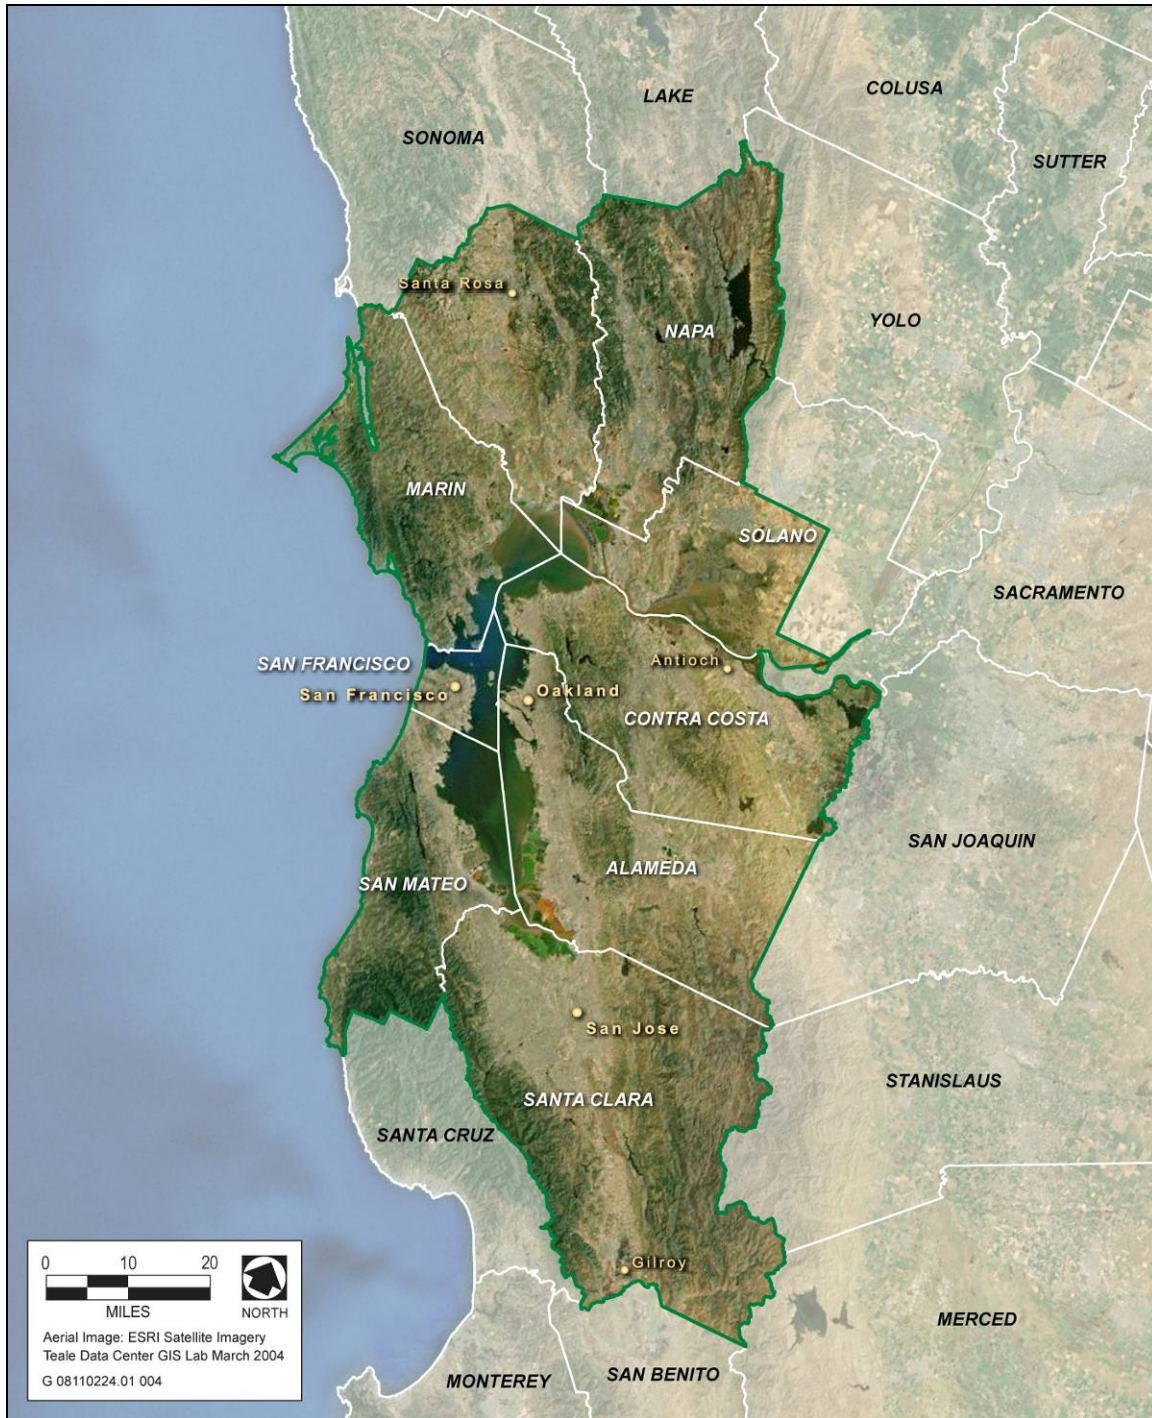 LAKE
COLUSA
SONOMA
SUTTER
Santa Rosa
NAPA
YOLO
MARIN
SOLANO
SACRAMENTO
SAN FRANCISCO
Antioch
San Francisco
Oakland
CONTRA COSTA
SAN JOAQUIN
ALAMEDA
SAN MATEO
San Jose
STANISLAUS
SANTA CLARA
SANTA CRUZ
Gilroy
0 10 20
MILES
NORTH
Aerial Image: ESRI Satellite Imagery
Teale Data Center GIS Lab March 2004
G 08110224.01 004
MERCED
SAN BENITO
MONTEREY